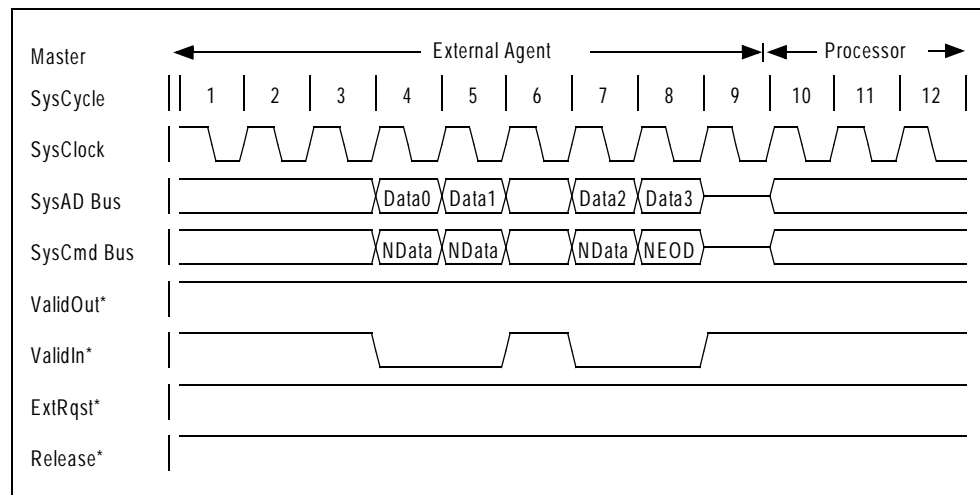 Master External Agent Processor
SysCycle 1 2 3 4 5 6 7 8 9 10 11 12
SysClock
SysAD Bus Data0 Data1 Data2 Data3
SysCmd Bus NData NData NData NEOD
ValidOut*
ValidIn*
ExtRqst*
Release*